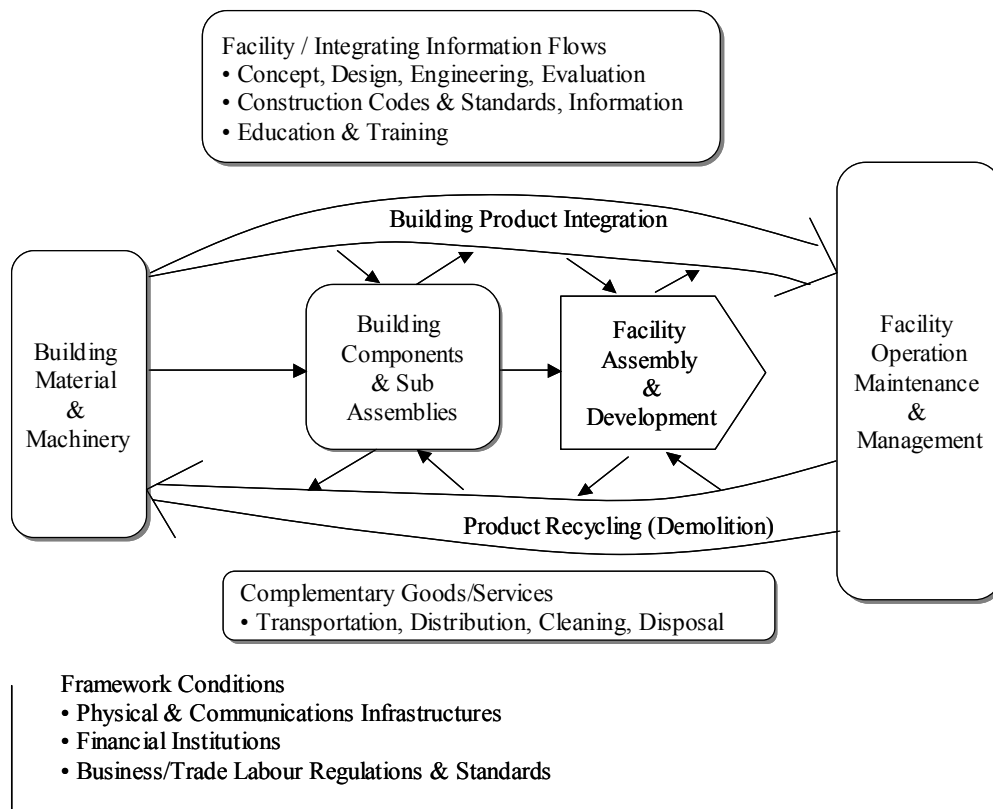 Facility / Integrating Information Flows
• Concept, Design, Engineering, Evaluation
• Construction Codes & Standards, Information
• Education & Training
Building Product Integration
Building
Material
&
Machinery
Building
Components
& Sub
Assemblies
Facility
Assembly
&
Development
Facility
Operation
Maintenance
&
Management
Product Recycling (Demolition)
Complementary Goods/Services
• Transportation, Distribution, Cleaning, Disposal
Framework Conditions
• Physical & Communications Infrastructures
• Financial Institutions
• Business/Trade Labour Regulations & Standards